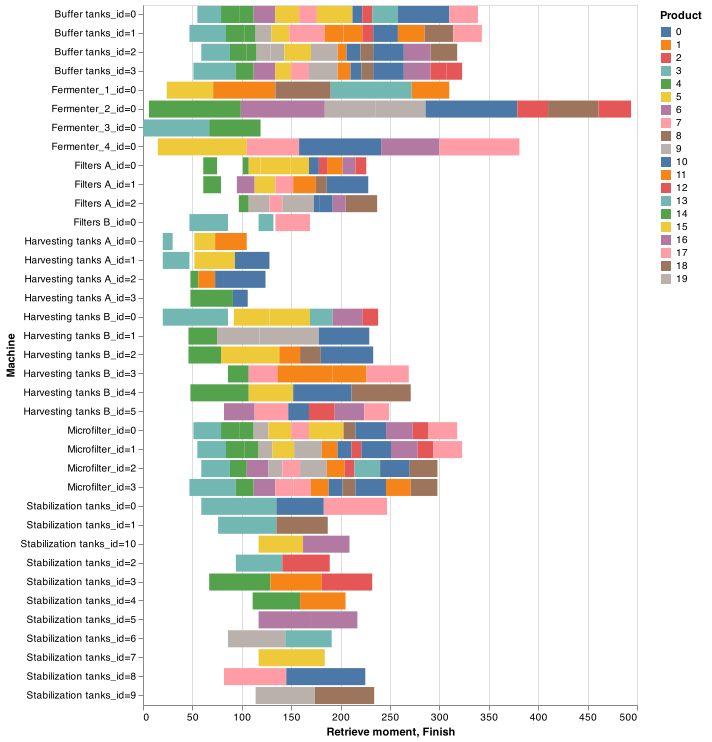 Product
0
1
2
3
4
5
6
7
8
9
10
11
12
13
14
15
16
17
18
19
Machine
Buffer tanks_id=0
Buffer tanks_id=1
Buffer tanks_id=2
Buffer tanks_id=3
Fermenter_1_id=0
Fermenter_2_id=0
Fermenter_3_id=0
Fermenter_4_id=0
Filters A_id=0
Filters A_id=1
Filters A_id=2
Filters B_id=0
Harvesting tanks A_id=0
Harvesting tanks A_id=1
Harvesting tanks A_id=2
Harvesting tanks A_id=3
Harvesting tanks B_id=0
Harvesting tanks B_id=1
Harvesting tanks B_id=2
Harvesting tanks B_id=3
Harvesting tanks B_id=4
Harvesting tanks B_id=5
Microfilter_id=0
Microfilter_id=1
Microfilter_id=2
Microfilter_id=3
Stabilization tanks_id=0
Stabilization tanks_id=1
Stabilization tanks_id=10
Stabilization tanks_id=2
Stabilization tanks_id=3
Stabilization tanks_id=4
Stabilization tanks_id=5
Stabilization tanks_id=6
Stabilization tanks_id=7
Stabilization tanks_id=8
Stabilization tanks_id=9
0 50 100 150 200 250 300 350 400 450 500
Retrieve moment, Finish